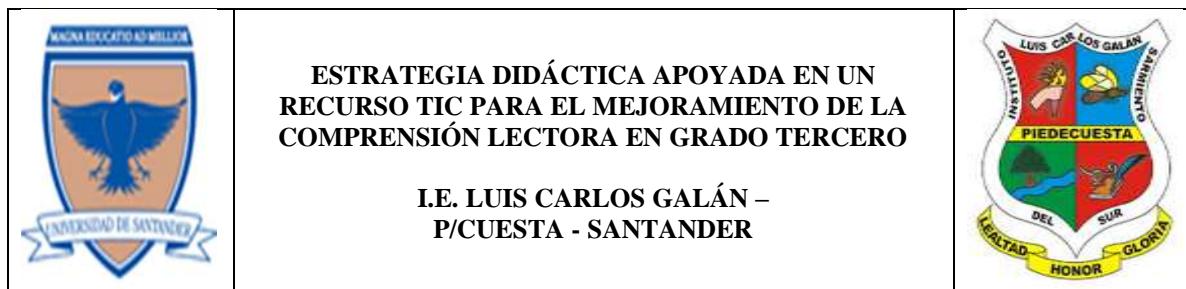 MAGNA EDUCATIO AD MELLIOR
UNIVERSIDAD DE SANTANDER
ESTRATEGIA DIDÁCTICA APOYADA EN UN
RECURSO TIC PARA EL MEJORAMIENTO DE LA
COMPRENSIÓN LECTORA EN GRADO TERCERO
I.E. LUIS CARLOS GALÁN –
P/CUESTA - SANTANDER
INSTITUTO LUIS CARLOS GALAN SARMIENTO
PIEDECUESTA
DEL SUR
LEALTAD HONOR GLORIA